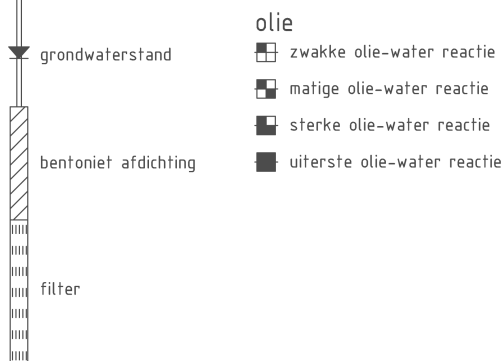 grondwaterstand
bentoniet afdichting
filter
olie
zwakke olie-water reactie
matige olie-water reactie
sterke olie-water reactie
uiterste olie-water reactie